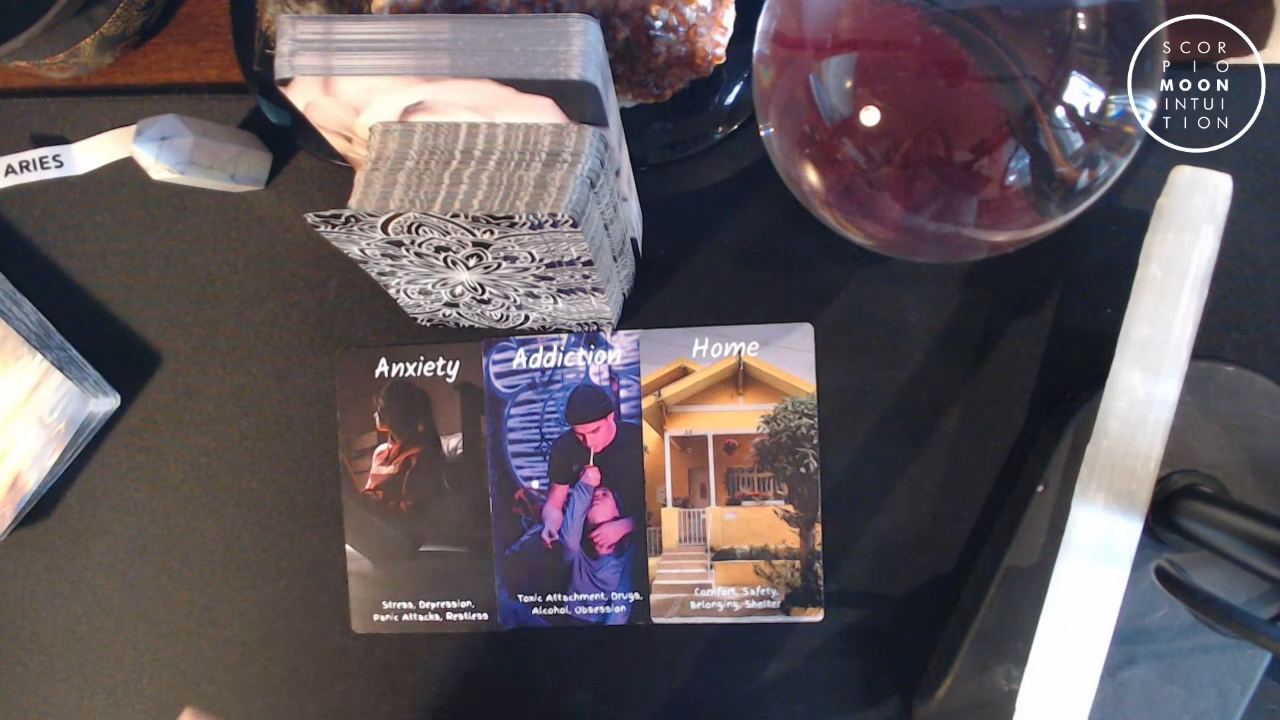 SCOR
PIO
MOON
INTUI
TION
ARIES
Anxiety
Stress, Depression,
Panic Attacks, Restless
Addiction
Toxic Attachment, Drugs,
Alcohol, Obsession
Home
Comfort, Safety,
Belonging, Shelter